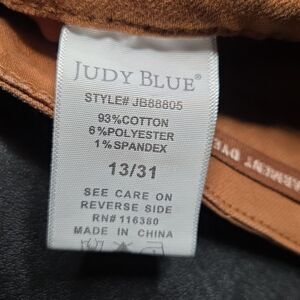 JUDY BLUE®
STYLE# JB88805
93%COTTON
6%POLYESTER
1%SPANDEX
13/31
SEE CARE ON
REVERSE SIDE
RN# 116380
MADE IN CHINA